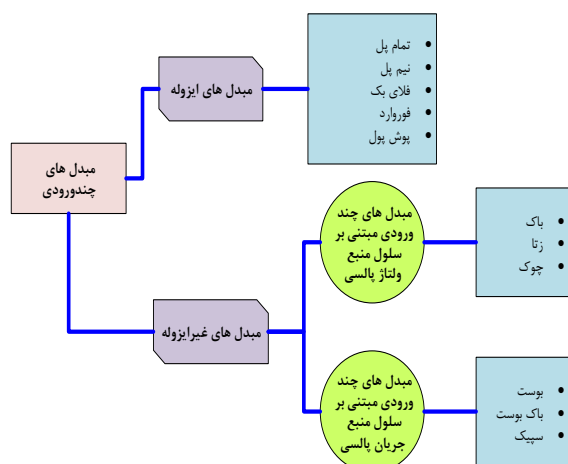 تمام پل
نیم پل
فلای بک
فوروارد
پوش پول
مبدل های ایزوله
مبدل های
چندورودی
مبدل های چند
ورودی مبتنی بر
سلول منبع
ولتاژ پالسی
باک
زتا
چوک
مبدل های غیرایزوله
مبدل های چند
ورودی مبتنی بر
سلول منبع
جریان پالسی
بوست
باک بوست
سپیک